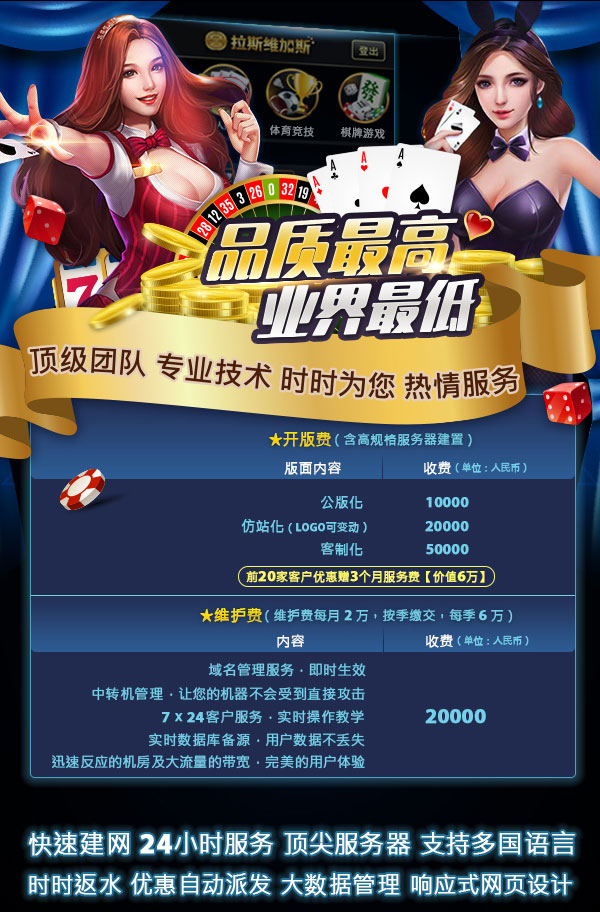 拉斯维加斯
登出
体育竞技
棋牌游戏
28 12 35 3 26 0 32 19
A A A A
品质最高
业界最低
顶级团队 专业技术 时时为您 热情服务
★开版费(含高规格服务器建置)
版面内容 收费(单位:人民币)
公版化 10000
仿站化(LOGO可变动) 20000
客制化 50000
前20家客户优惠赠3个月服务费【价值6万】
★维护费(维护费每月2万,按季缴交,每季6万)
内容 收费(单位:人民币)
域名管理服务·即时生效
中转机管理·让您的机器不会受到直接攻击
7 x 24客户服务·实时操作教学 20000
实时数据库备源·用户数据不丢失
迅速反应的机房及大流量的带宽·完美的用户体验
快速建网 24小时服务 顶尖服务器 支持多国语言
时时返水 优惠自动派发 大数据管理 响应式网页设计